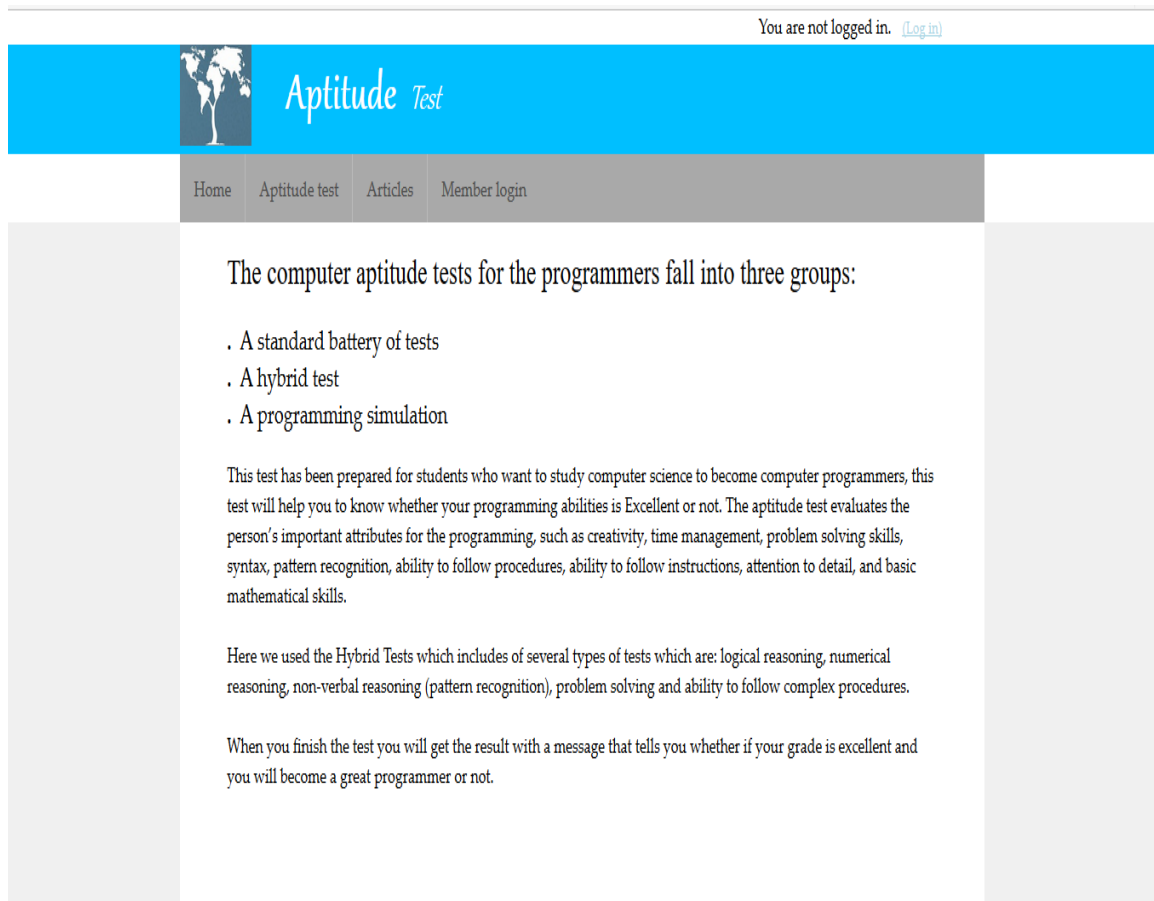 You are not logged in. (Log in)
Aptitude Test
Home Aptitude test Articles Member login
The computer aptitude tests for the programmers fall into three groups:
. A standard battery of tests
. A hybrid test
. A programming simulation
This test has been prepared for students who want to study computer science to become computer programmers, this
test will help you to know whether your programming abilities is Excellent or not. The aptitude test evaluates the
person’s important attributes for the programming, such as creativity, time management, problem solving skills,
syntax, pattern recognition, ability to follow procedures, ability to follow instructions, attention to detail, and basic
mathematical skills.
Here we used the Hybrid Tests which includes of several types of tests which are: logical reasoning, numerical
reasoning, non-verbal reasoning (pattern recognition), problem solving and ability to follow complex procedures.
When you finish the test you will get the result with a message that tells you whether if your grade is excellent and
you will become a great programmer or not.